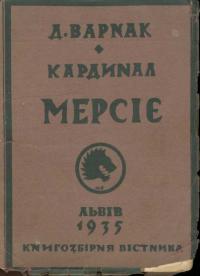 Д. ВАРНАК
КАРДИНАЛ
МЕРСІЄ
ЛЬВІВ
1935
КНИГОЗБІРНЯ ВІСТНИКА